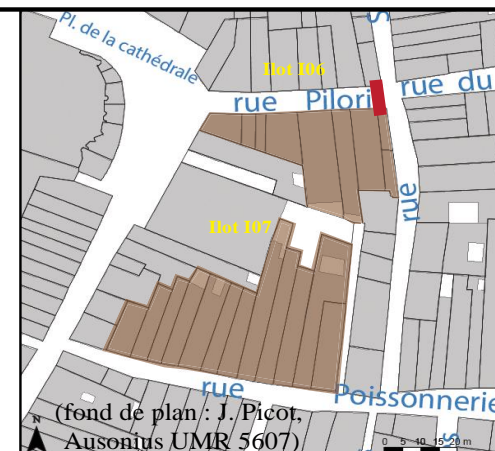 Pl. de la cathédrale
Ilot I06
rue Pilori
rue du
rue
Ilot I07
rue Poissonnerie
(fond de plan : J. Picot,
Ausonius UMR 5607)
N
0 5 10 15 20 m